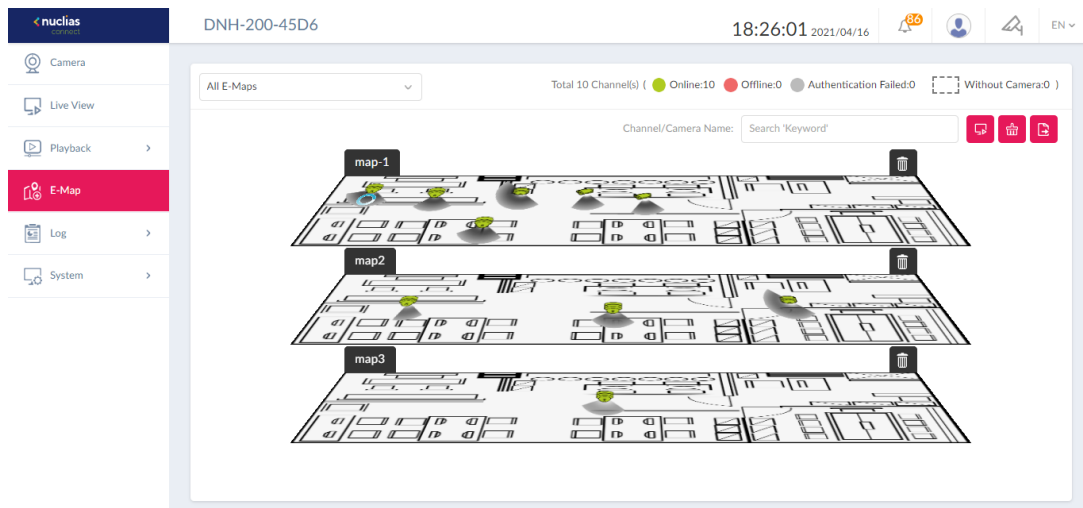 nuclias
connect
DNH-200-45D6
18:26:01 2021/04/16
86
EN
Camera
Live View
Playback
E-Map
Log
System
All E-Maps
Total 10 Channel(s) ( Online:10 Offline:0 Authentication Failed:0 Without Camera:0 )
Channel/Camera Name: Search 'Keyword'
map-1
map2
map3